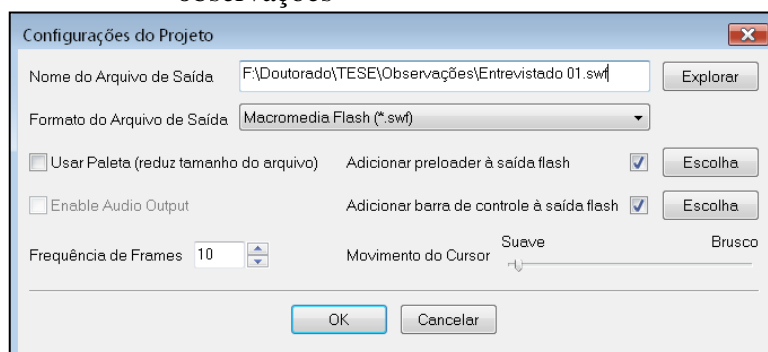 observações
Configurações do Projeto
Nome do Arquivo de Saída F:\Doutorado\TESE\Observações\Entrevistado 01.swf Explorar
Formato do Arquivo de Saída Macromedia Flash (*.swf)
Usar Paleta (reduz tamanho do arquivo) Adicionar preloader à saída flash Escolha
Enable Audio Output Adicionar barra de controle à saída flash Escolha
Suave Brusco
Frequência de Frames 10 Movimento do Cursor
OK Cancelar